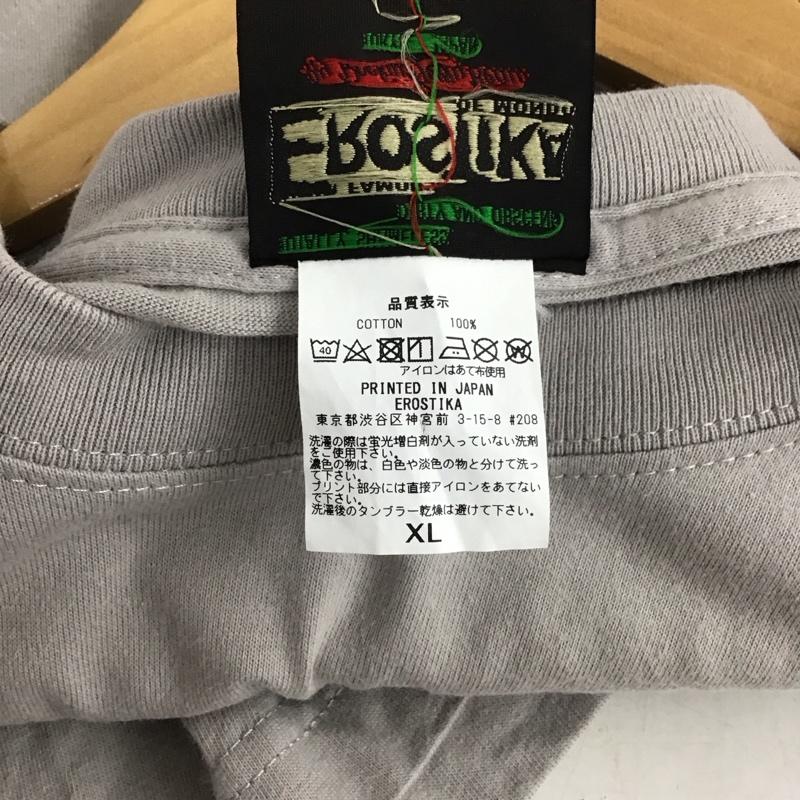 OF MONDO
EROSTIKA
品質表示
COTTON 100%
40
アイロンはあて布使用
PRINTED IN JAPAN
EROSTIKA
東京都渋谷区神宮前 3-15-8 #208
洗濯の際は蛍光増白剤が入っていない洗剤
をご使用下さい。
濃色の物は、白色や淡色の物と分けて洗っ
て下さい。
プリント部分には直接アイロンをあてない
で下さい。
洗濯後のタンブラー乾燥は避けて下さい。
XL